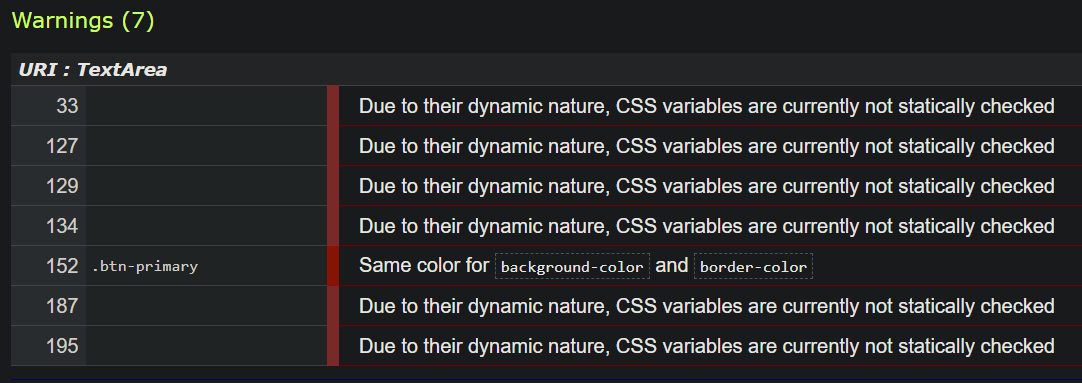 Warnings (7)
URI : TextArea
33 Due to their dynamic nature, CSS variables are currently not statically checked
127 Due to their dynamic nature, CSS variables are currently not statically checked
129 Due to their dynamic nature, CSS variables are currently not statically checked
134 Due to their dynamic nature, CSS variables are currently not statically checked
152 .btn-primary Same color for background-color and border-color
187 Due to their dynamic nature, CSS variables are currently not statically checked
195 Due to their dynamic nature, CSS variables are currently not statically checked